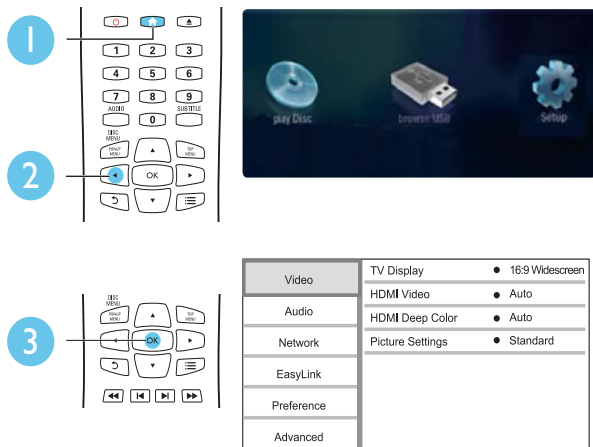 1
1 2 3
4 5 6
7 8 9
AUDIO SUBTITLE
0
DISC MENU
POP-UP MENU
TOP MENU
2
OK
play Disc browse USB Setup
3
DISC MENU
POP-UP MENU
TOP MENU
OK
Video
Audio
Network
EasyLink
Preference
Advanced
TV Display ● 16:9 Widescreen
HDMI Video ● Auto
HDMI Deep Color ● Auto
Picture Settings ● Standard